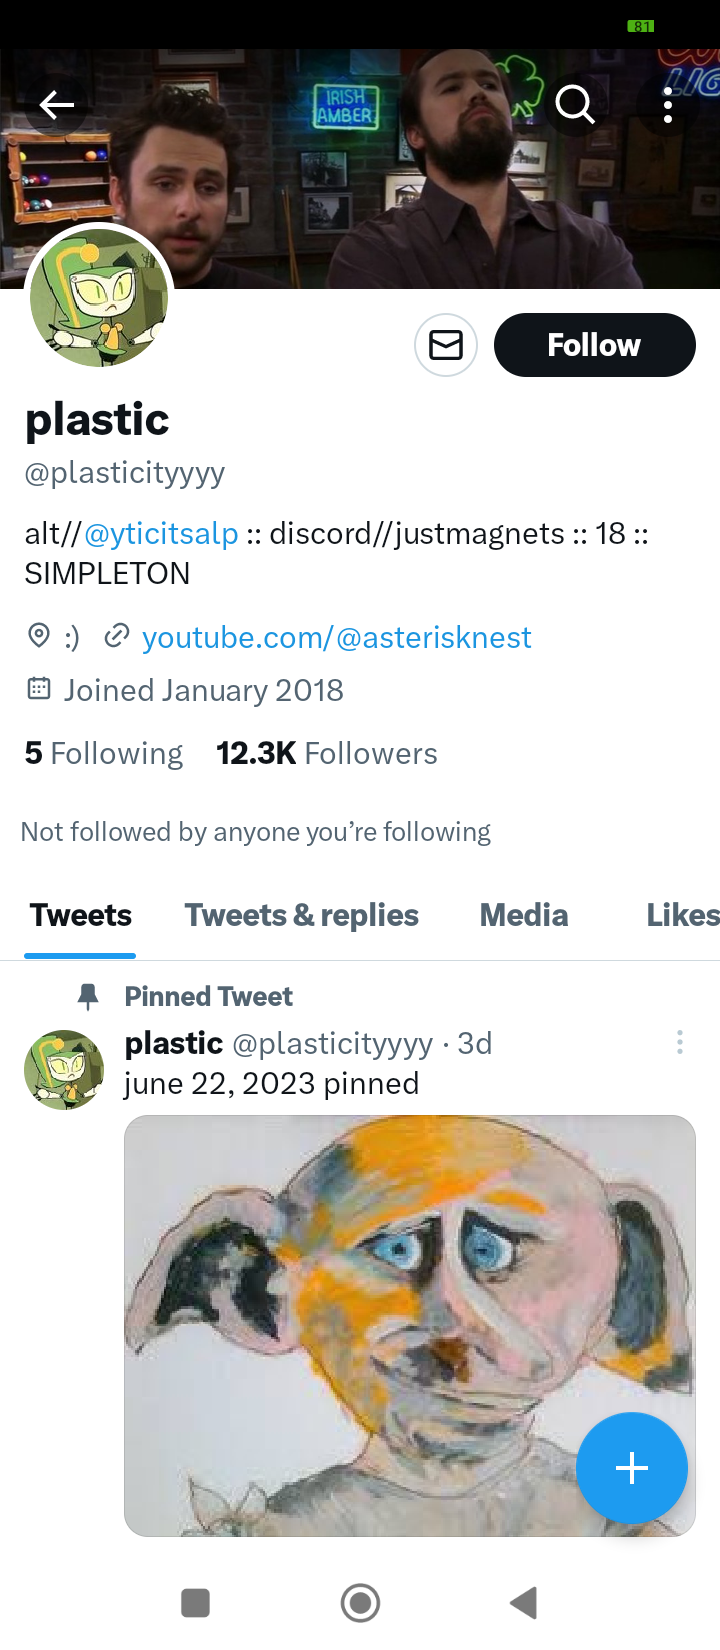 81
IRISH
AMBER
LIG
Follow
plastic
@plasticityyyy
alt//@yticitsalp :: discord//justmagnets :: 18 ::
SIMPLETON
:) youtube.com/@asterisknest
Joined January 2018
5 Following 12.3K Followers
Not followed by anyone you’re following
Tweets Tweets & replies Media Likes
Pinned Tweet
plastic @plasticityyyy · 3d
june 22, 2023 pinned